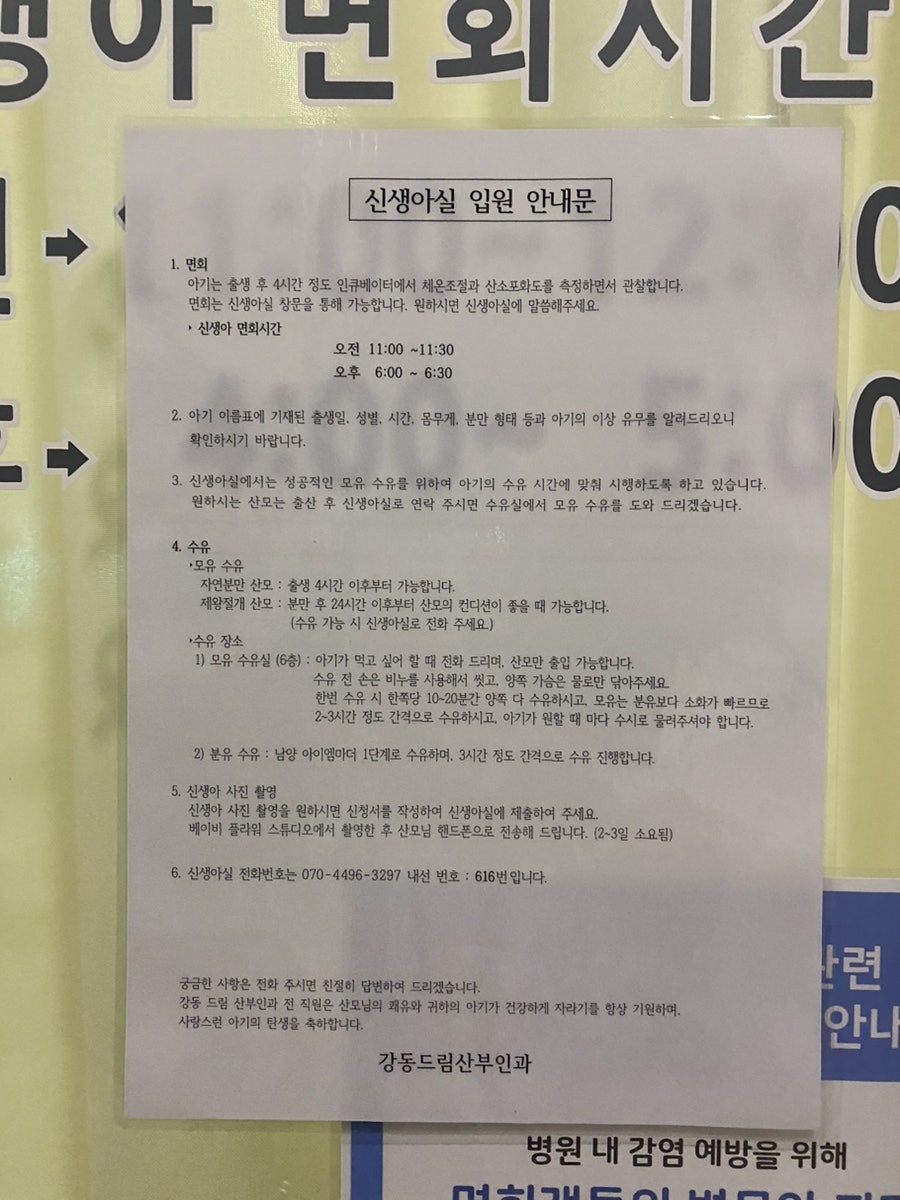 생아 면회시간
신생아실 입원 안내문
1. 면회
아기는 출생 후 4시간 정도 인큐베이터에서 체온조절과 산소포화도를 측정하면서 관찰합니다.
면회는 신생아실 창문을 통해 가능합니다. 원하시면 신생아실에 말씀해주세요.
‣ 신생아 면회시간
오전 11:00 ~11:30
오후 6:00 ~ 6:30
2. 아기 이름표에 기재된 출생일, 성별, 시간, 몸무게, 분만 형태 등과 아기의 이상 유무를 알려드리오니
확인하시기 바랍니다.
3. 신생아실에서는 성공적인 모유 수유를 위하여 아기의 수유 시간에 맞춰 시행하도록 하고 있습니다.
원하시는 산모는 출산 후 신생아실로 연락 주시면 수유실에서 모유 수유를 도와 드리겠습니다.
4. 수유
‣모유 수유
자연분만 산모 : 출생 4시간 이후부터 가능합니다.
제왕절개 산모 : 분만 후 24시간 이후부터 산모의 컨디션이 좋을 때 가능합니다.
(수유 가능 시 신생아실로 전화 주세요.)
‣수유 장소
1) 모유 수유실 (6층) : 아기가 먹고 싶어 할 때 전화 드리며, 산모만 출입 가능합니다.
수유 전 손은 비누를 사용해서 씻고, 양쪽 가슴은 물로만 닦아주세요.
한번 수유 시 한쪽당 10~20분간 양쪽 다 수유하시고, 모유는 분유보다 소화가 빠르므로
2~3시간 정도 간격으로 수유하시고, 아기가 원할 때 마다 수시로 물려주셔야 합니다.
2) 분유 수유 : 남양 아이엠마더 1단계로 수유하며, 3시간 정도 간격으로 수유 진행합니다.
5. 신생아 사진 촬영
신생아 사진 촬영을 원하시면 신청서를 작성하여 신생아실에 제출하여 주세요.
베이비 플라워 스튜디오에서 촬영한 후 산모님 핸드폰으로 전송해 드립니다. (2~3일 소요됨)
6. 신생아실 전화번호는 070-4496-3297 내선 번호 : 616번입니다.
궁금한 사항은 전화 주시면 친절히 답변하여 드리겠습니다.
강동 드림 산부인과 전 직원은 산모님의 쾌유와 귀하의 아기가 건강하게 자라기를 항상 기원하며,
사랑스런 아기의 탄생을 축하합니다.
강동드림산부인과
관련
안내
병원 내 감염 예방을 위해